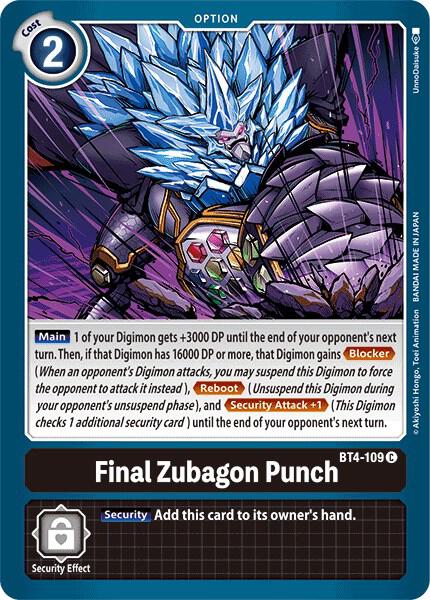 OPTION
Cost
2
UnnoDaisuke
Main 1 of your Digimon gets +3000 DP until the end of your opponent's next
turn. Then, if that Digimon has 16000 DP or more, that Digimon gains Blocker
(When an opponent's Digimon attacks, you may suspend this Digimon to force
the opponent to attack it instead), Reboot (Unsuspend this Digimon during
your opponent's unsuspend phase), and Security Attack +1 (This Digimon
checks 1 additional security card) until the end of your opponent's next turn.
©Akiyoshi Hongo, Toei Animation BANDAI MADE IN JAPAN
BT4-109 C
Final Zubagon Punch
Security Add this card to its owner's hand.
Security Effect